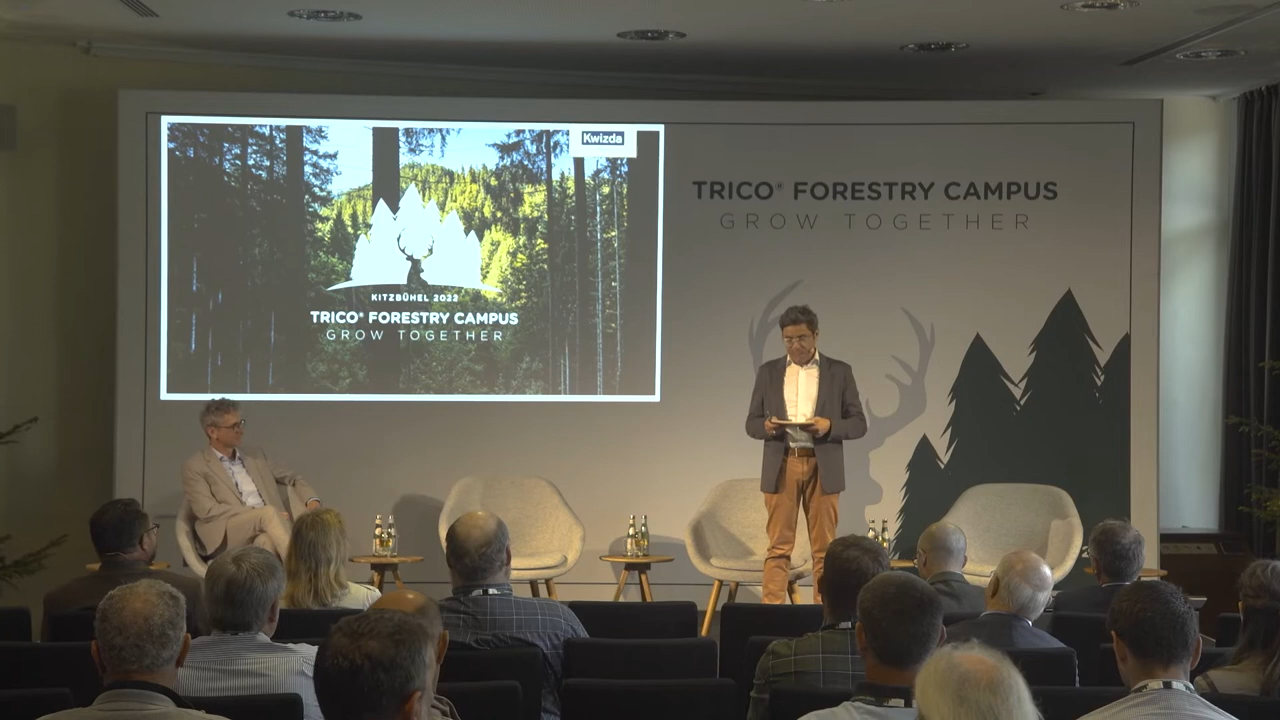 Kwizda
KITZBÜHEL 2022
TRICO® FORESTRY CAMPUS
GROW TOGETHER
TRICO® FORESTRY CAMPUS
GROW TOGETHER